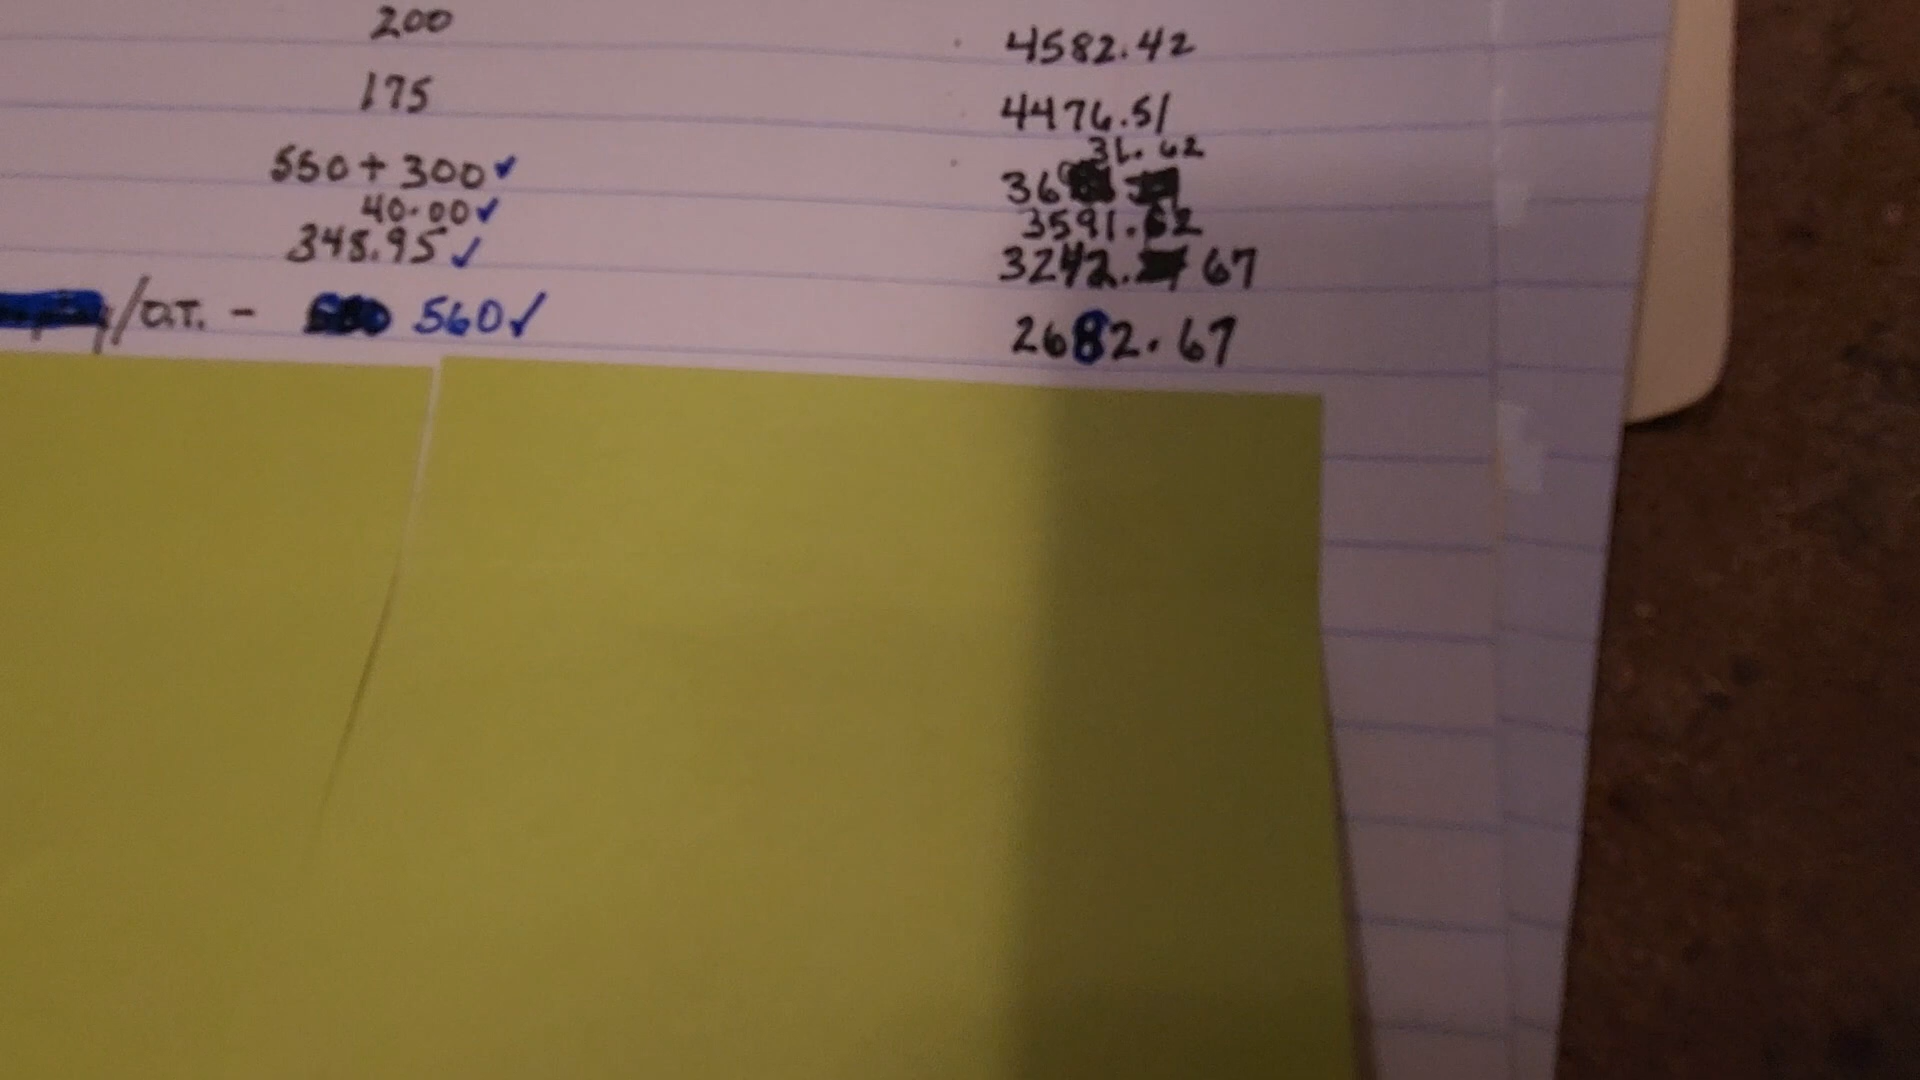 200 4582.42
175 4476.51
31.62
550 + 300✓ 36
40.00✓ 3591.62
348.95✓ 3242. 67
/O.T. - 560✓ 2682.67